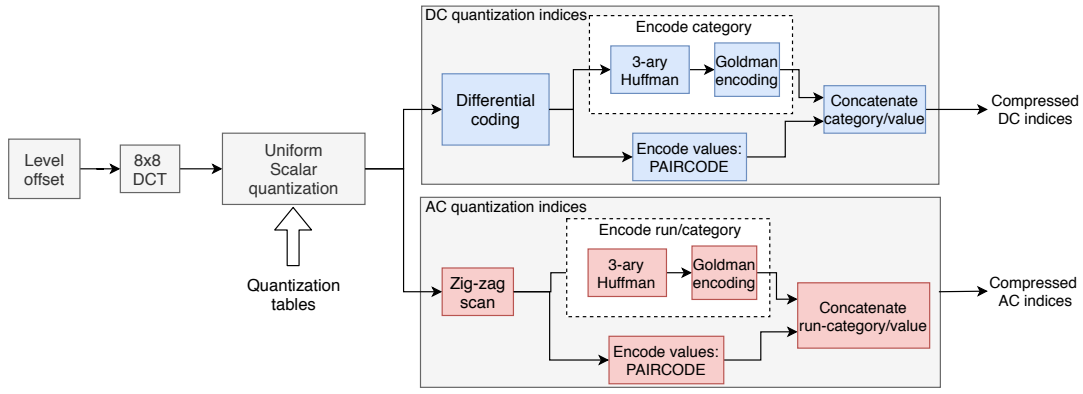 DC quantization indices
Encode category
3-ary
Huffman
Goldman
encoding
Differential
coding
Concatenate
category/value
Compressed
DC indices
Encode values:
PAIRCODE
Level
offset
8x8
DCT
Uniform
Scalar
quantization
Quantization
tables
AC quantization indices
Encode run/category
3-ary
Huffman
Goldman
encoding
Zig-zag
scan
Concatenate
run-category/value
Compressed
AC indices
Encode values:
PAIRCODE